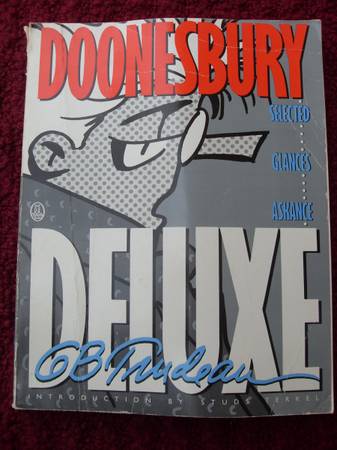 DOONESBURY
SELECTED
GLANCES
ASKANCE
DELUXE
GB Trudeau
INTRODUCTION BY STUDS TERKEL